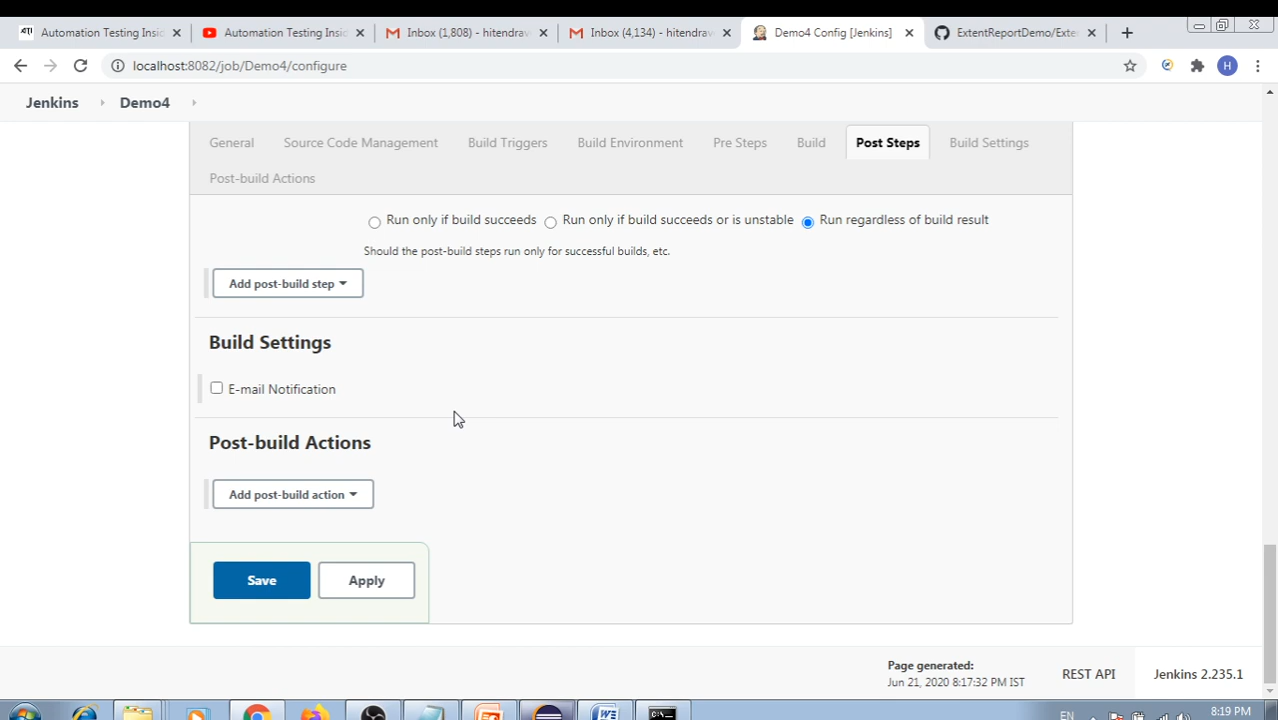 Automation Testing Insi
Automation Testing Insi
Inbox (1,808) - hitendrav
Inbox (4,134) - hitendrav
Demo4 Config [Jenkins]
ExtentReportDemo/Exte
localhost:8082/job/Demo4/configure
H
Jenkins Demo4
General Source Code Management Build Triggers Build Environment Pre Steps Build Post Steps Build Settings
Post-build Actions
Run only if build succeeds Run only if build succeeds or is unstable Run regardless of build result
Should the post-build steps run only for successful builds, etc.
Add post-build step
Build Settings
E-mail Notification
Post-build Actions
Add post-build action
Save Apply
Page generated:
Jun 21, 2020 8:17:32 PM IST
REST API
Jenkins 2.235.1
EN
8:19 PM